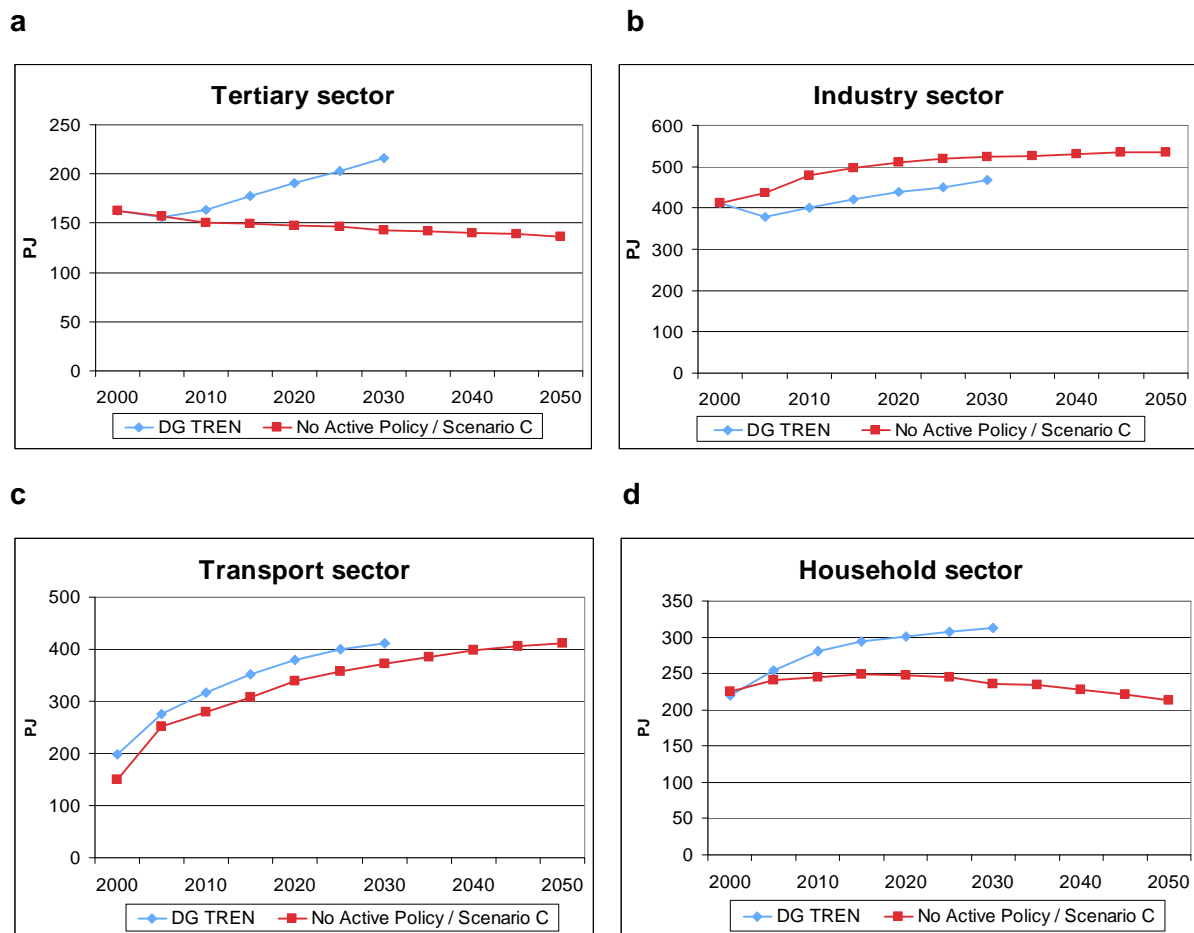 a
Tertiary sector
250
200
150
100
50
0
PJ
2000 2010 2020 2030 2040 2050
DG TREN No Active Policy / Scenario C
b
Industry sector
600
500
400
300
200
100
0
PJ
2000 2010 2020 2030 2040 2050
DG TREN No Active Policy / Scenario C
c
Transport sector
500
400
300
200
100
0
PJ
2000 2010 2020 2030 2040 2050
DG TREN No Active Policy / Scenario C
d
Household sector
350
300
250
200
150
100
50
0
PJ
2000 2010 2020 2030 2040 2050
DG TREN No Active Policy / Scenario C